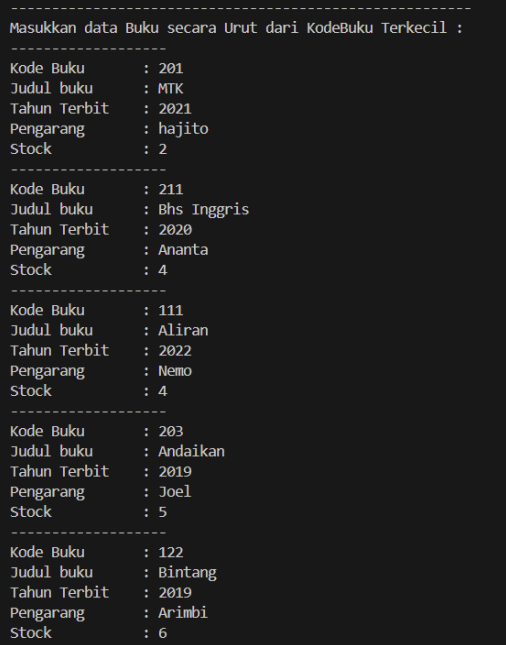 --------------------------------------------------------
Masukkan data Buku secara Urut dari KodeBuku Terkecil :
-------------------
Kode Buku : 201
Judul buku : MTK
Tahun Terbit : 2021
Pengarang : hajito
Stock : 2
-------------------
Kode Buku : 211
Judul buku : Bhs Inggris
Tahun Terbit : 2020
Pengarang : Ananta
Stock : 4
-------------------
Kode Buku : 111
Judul buku : Aliran
Tahun Terbit : 2022
Pengarang : Nemo
Stock : 4
-------------------
Kode Buku : 203
Judul buku : Andaikan
Tahun Terbit : 2019
Pengarang : Joel
Stock : 5
-------------------
Kode Buku : 122
Judul buku : Bintang
Tahun Terbit : 2019
Pengarang : Arimbi
Stock : 6